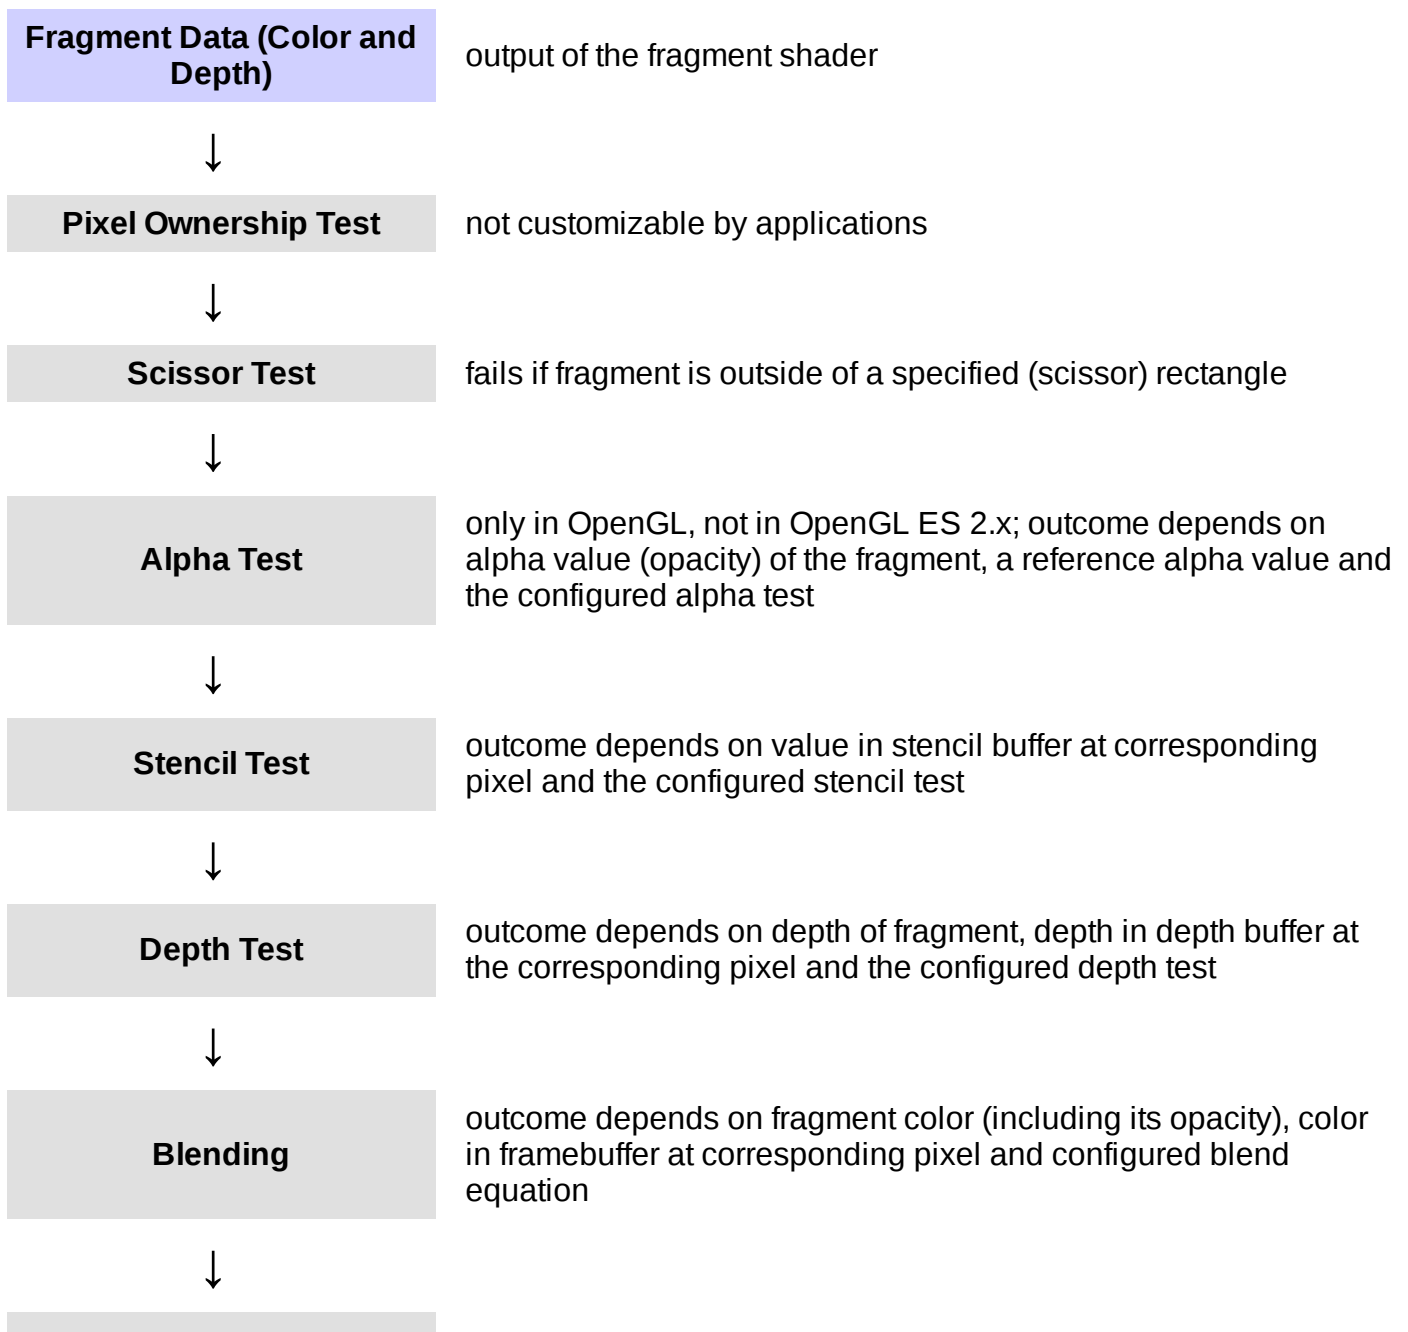 Fragment Data (Color and
Depth)
output of the fragment shader
↓
Pixel Ownership Test
not customizable by applications
↓
Scissor Test
fails if fragment is outside of a specified (scissor) rectangle
↓
Alpha Test
only in OpenGL, not in OpenGL ES 2.x; outcome depends on
alpha value (opacity) of the fragment, a reference alpha value and
the configured alpha test
↓
Stencil Test
outcome depends on value in stencil buffer at corresponding
pixel and the configured stencil test
↓
Depth Test
outcome depends on depth of fragment, depth in depth buffer at
the corresponding pixel and the configured depth test
↓
Blending
outcome depends on fragment color (including its opacity), color
in framebuffer at corresponding pixel and configured blend
equation
↓